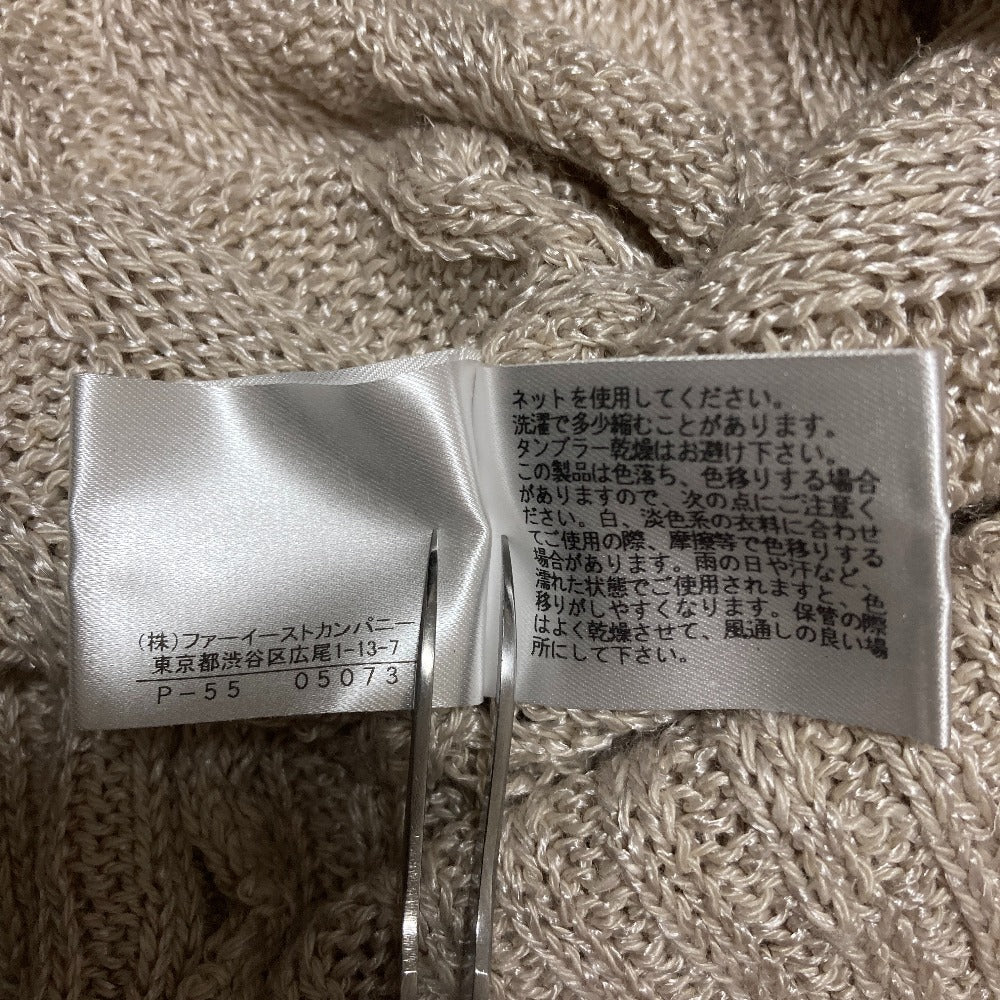 (株)ファーイーストカンパニー
東京都渋谷区広尾1-13-7
P-55 05073
ネットを使用してください。
洗濯で多少縮むことがあります。
タンブラー乾燥はお避け下さい。
この製品は色落ち、色移りする場合
がありますので、次の点にご注意く
ださい。白、淡色系の衣料に合わせ
てご使用の際、摩擦等で色移りする
場合があります。雨の日や汗など、
濡れた状態でご使用されますと、色
移りがしやすくなります。保管の際
はよく乾燥させて、風通しの良い場
所にして下さい。